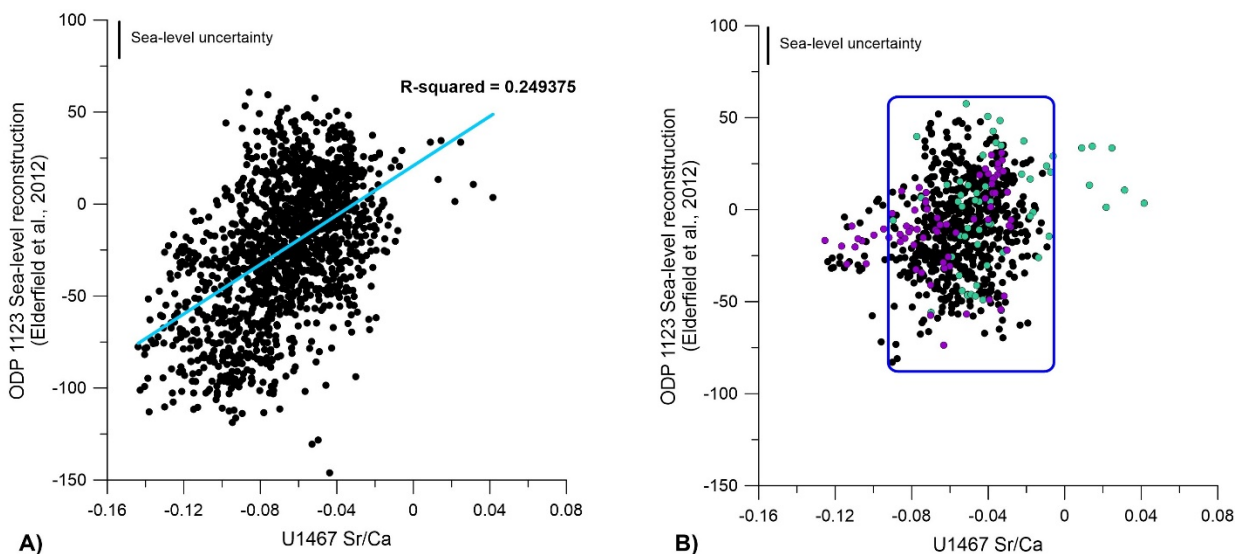 100
Sea-level uncertainty
R-squared = 0.249375
50
0
-50
-100
-150
ODP 1123 Sea-level reconstruction
(Elderfield et al., 2012)
-0.16
-0.12
-0.08
-0.04
0
0.04
0.08
A)
U1467 Sr/Ca
100
Sea-level uncertainty
50
0
-50
-100
-150
ODP 1123 Sea-level reconstruction
(Elderfield et al., 2012)
-0.16
-0.12
-0.08
-0.04
0
0.04
0.08
B)
U1467 Sr/Ca